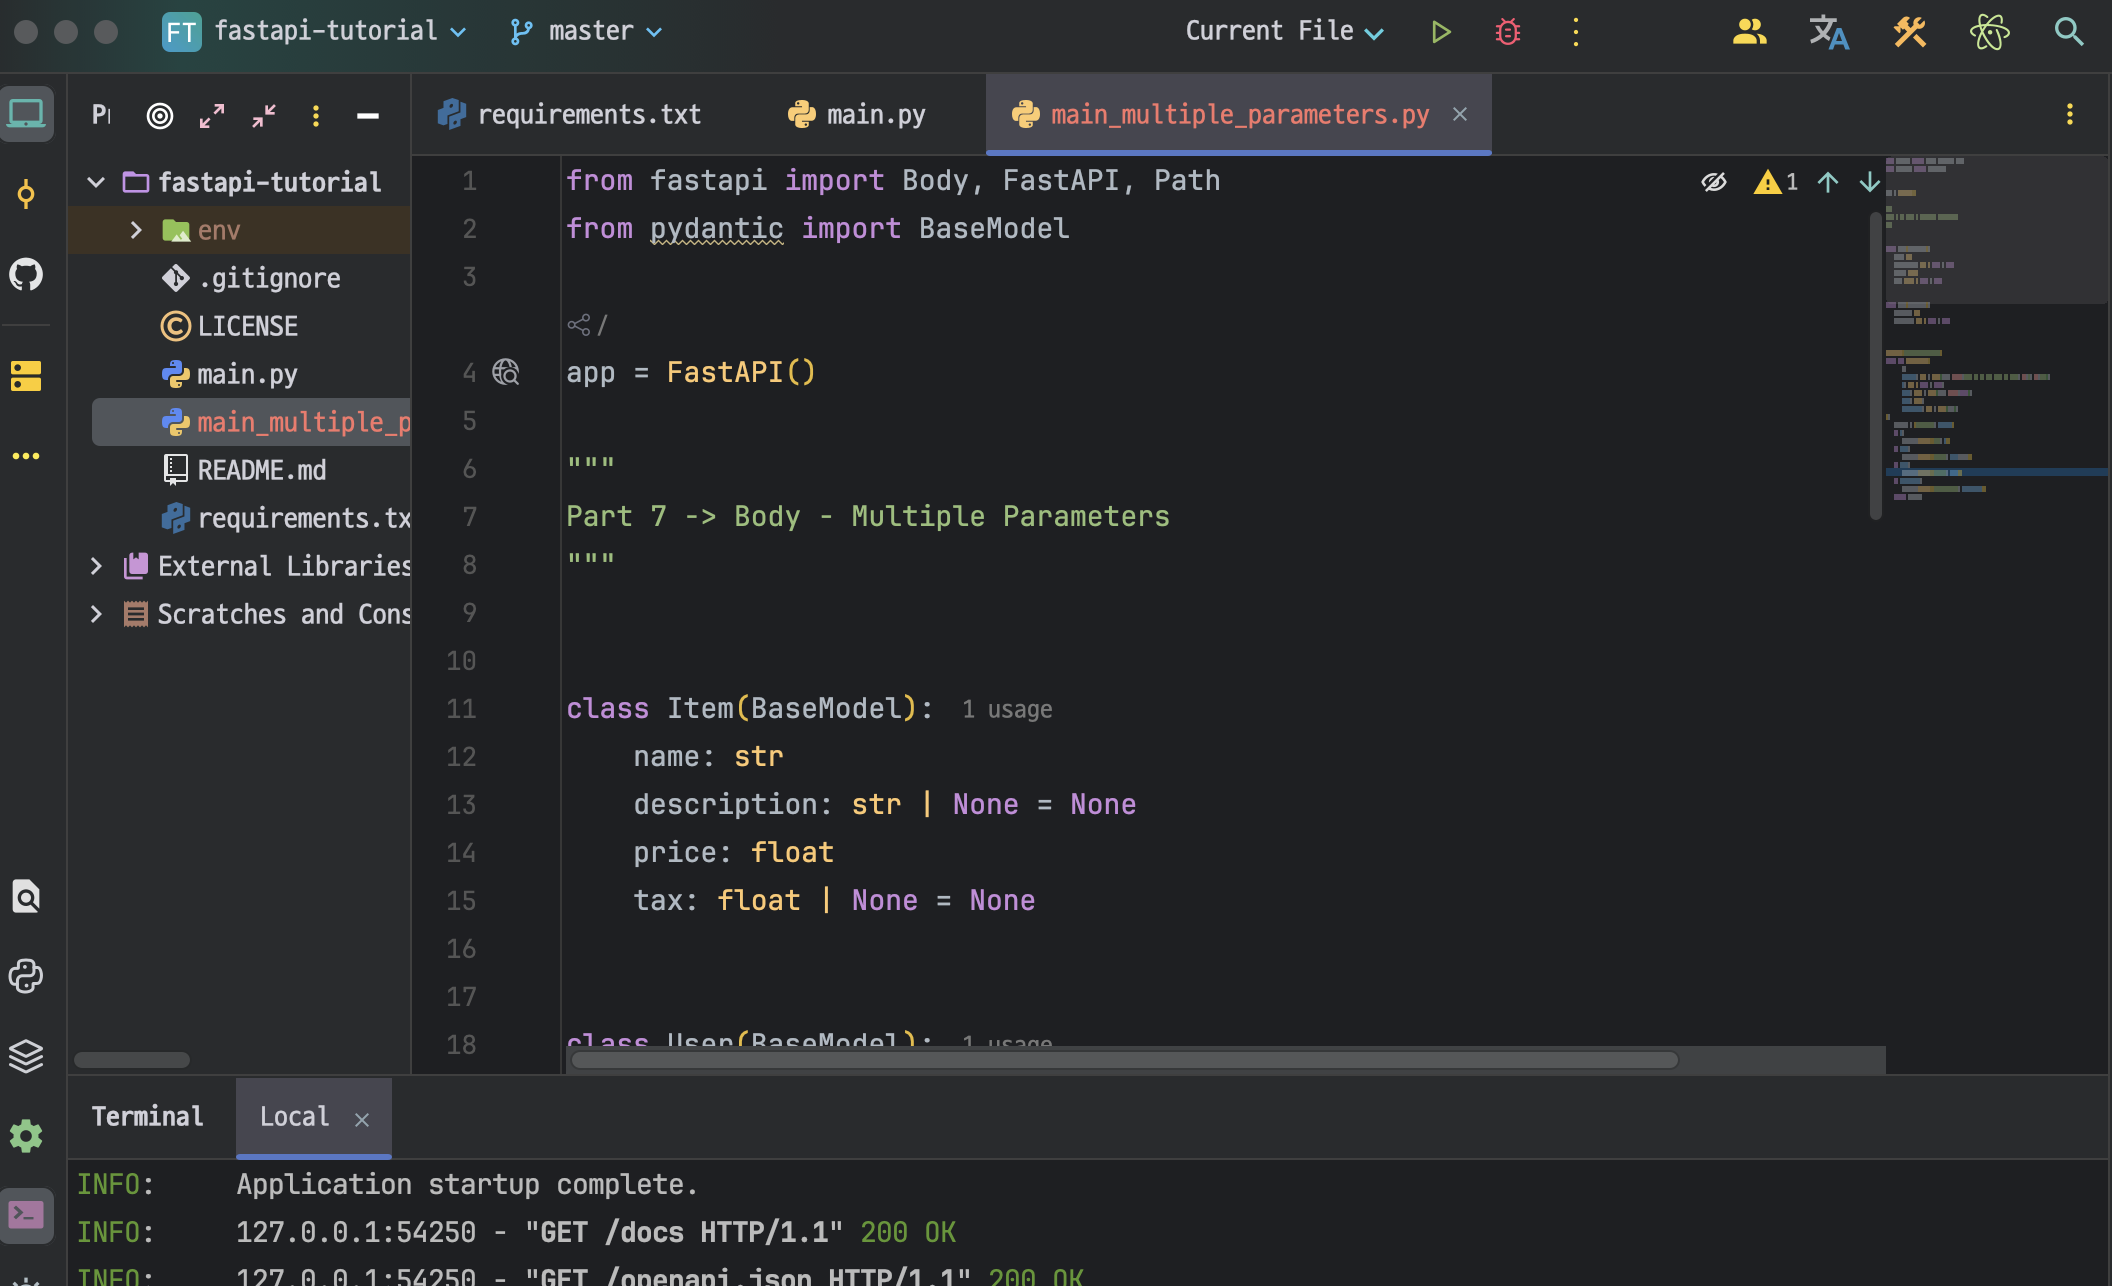 FT fastapi-tutorial master Current File
requirements.txt main.py main_multiple_parameters.py
fastapi-tutorial
env
.gitignore
LICENSE
main.py
main_multiple_p
README.md
requirements.tx
External Libraries
Scratches and Cons
1 from fastapi import Body, FastAPI, Path
1
2 from pydantic import BaseModel
3
/
4 app = FastAPI()
5
6 """
7 Part 7 -> Body - Multiple Parameters
8 """
9
10
11 class Item(BaseModel): 1 usage
12 name: str
13 description: str | None = None
14 price: float
15 tax: float | None = None
16
17
18 class User(BaseModel): 1 usage
Terminal Local
INFO: Application startup complete.
INFO: 127.0.0.1:54250 - "GET /docs HTTP/1.1" 200 OK
INFO: 127.0.0.1:54250 - "GET /openapi.json HTTP/1.1" 200 OK